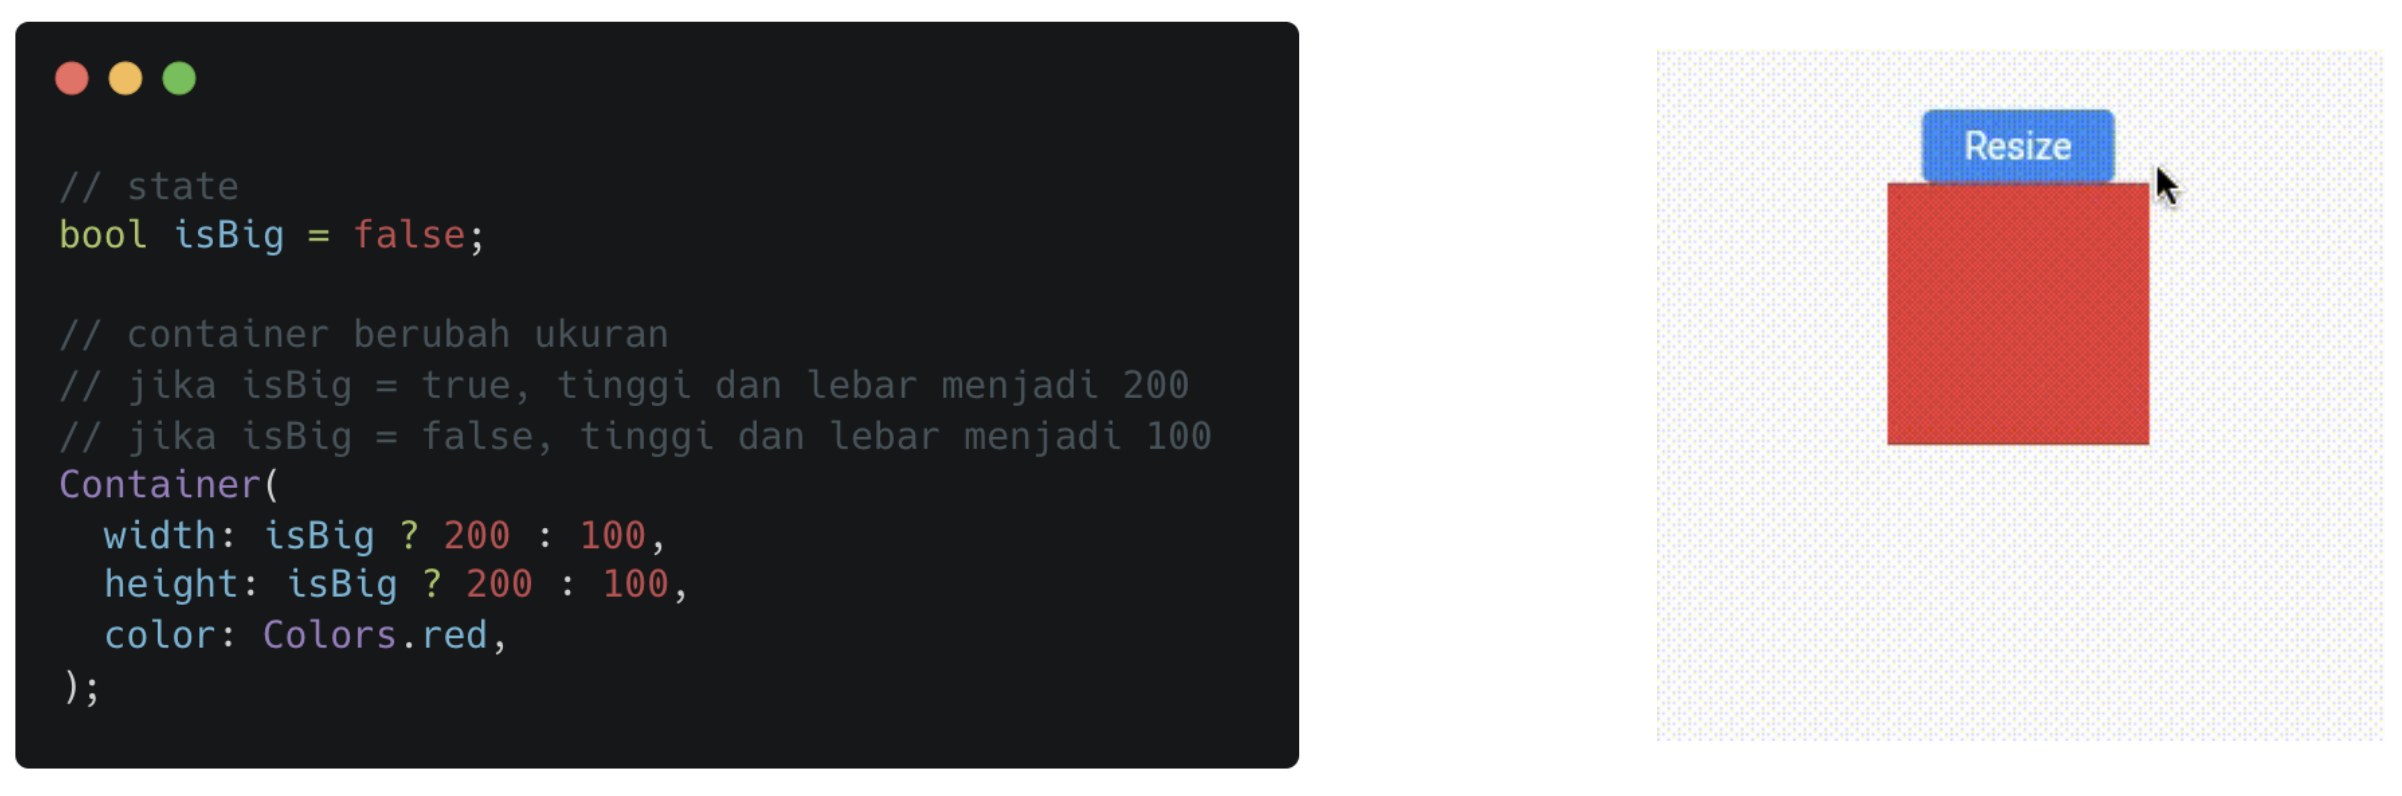 // state
bool isBig = false;
// container berubah ukuran
// jika isBig = true, tinggi dan lebar menjadi 200
// jika isBig = false, tinggi dan lebar menjadi 100
Container(
  width: isBig ? 200 : 100,
  height: isBig ? 200 : 100,
  color: Colors.red,
);
Resize